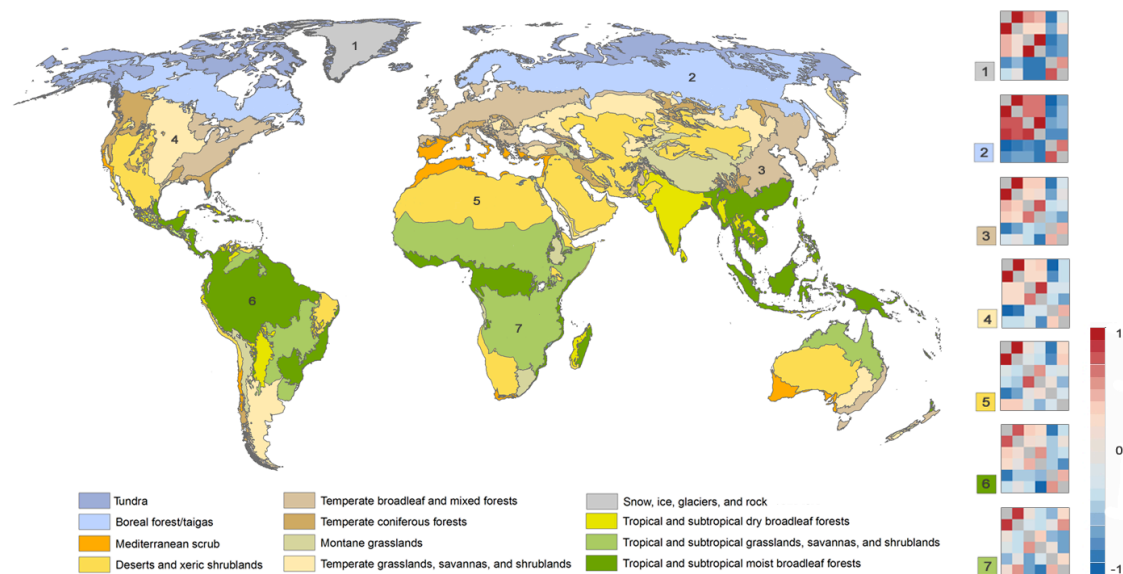 1
2
4
3
5
6
7
1
2
3
4
5
6
7
1
0
-1
Tundra
Boreal forest/taigas
Mediterranean scrub
Deserts and xeric shrublands
Temperate broadleaf and mixed forests
Temperate coniferous forests
Montane grasslands
Temperate grasslands, savannas, and shrublands
Snow, ice, glaciers, and rock
Tropical and subtropical dry broadleaf forests
Tropical and subtropical grasslands, savannas, and shrublands
Tropical and subtropical moist broadleaf forests